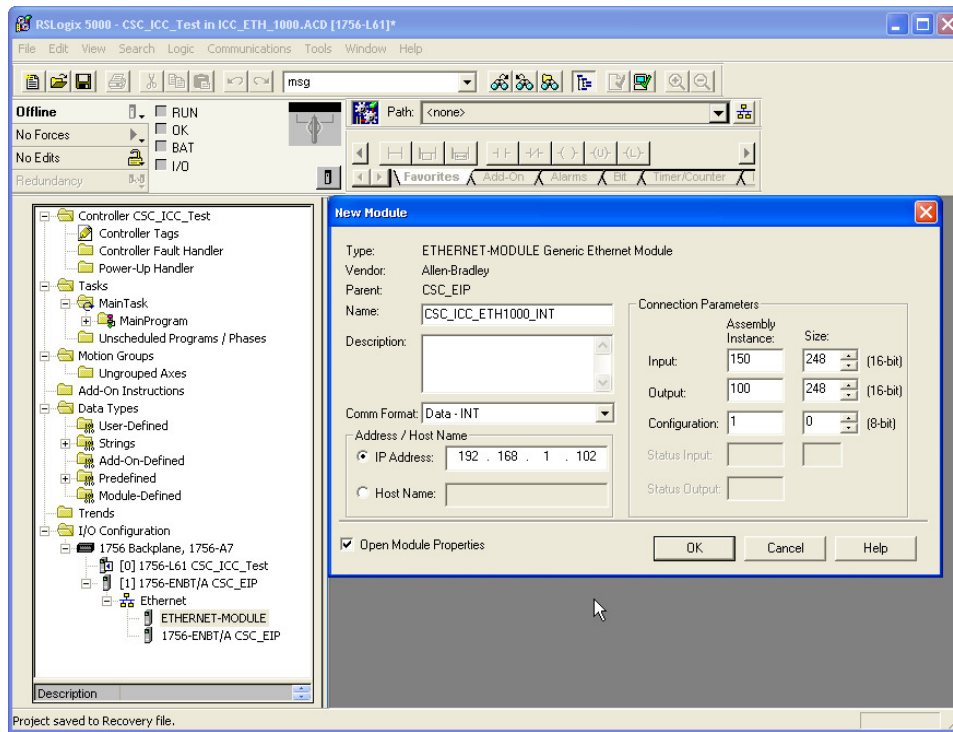 RSLogix 5000 - CSC_ICC_Test in ICC_ETH_1000.ACD [1756-L61]*
File Edit View Search Logic Communications Tools Window Help
msg
Offline
RUN
No Forces
OK
No Edits
BAT
Redundancy
I/O
Path: <none>
Favorites Add-On Alarms Bit Timer/Counter
Controller CSC_ICC_Test
Controller Tags
Controller Fault Handler
Power-Up Handler
Tasks
MainTask
MainProgram
Unscheduled Programs / Phases
Motion Groups
Ungrouped Axes
Add-On Instructions
Data Types
User-Defined
Strings
Add-On-Defined
Predefined
Module-Defined
Trends
I/O Configuration
1756 Backplane, 1756-A7
[0] 1756-L61 CSC_ICC_Test
[1] 1756-ENBT/A CSC_EIP
Ethernet
ETHERNET-MODULE
1756-ENBT/A CSC_EIP
Description
New Module
Type: ETHERNET-MODULE Generic Ethernet Module
Vendor: Allen-Bradley
Parent: CSC_EIP
Name: CSC_ICC_ETH1000_INT
Description:
Comm Format: Data - INT
Address / Host Name
IP Address: 192 . 168 . 1 . 102
Host Name:
Connection Parameters
Assembly
Instance: Size:
Input: 150 248 (16-bit)
Output: 100 248 (16-bit)
Configuration: 1 0 (8-bit)
Status Input:
Status Output:
Open Module Properties
OK Cancel Help
Project saved to Recovery file.